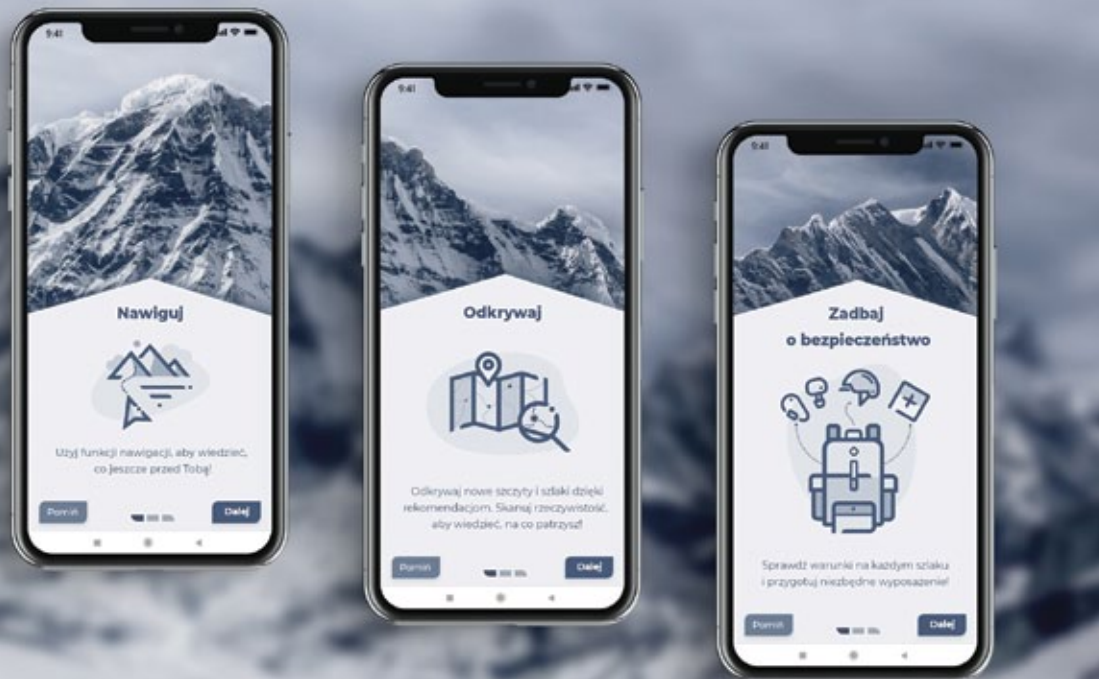 9:41
Nawiguj
Użyj funkcji nawigacji, aby wiedzieć,
co jeszcze przed Tobą!
Pomiń
Dalej
9:41
Odkrywaj
Odkrywaj nowe szczyty i szlaki dzięki
rekomendacjom. Skanuj rzeczywistość,
aby wiedzieć, na co patrzysz!
Pomiń
Dalej
9:41
Zadbaj
o bezpieczeństwo
Sprawdź warunki na każdym szlaku
i przygotuj niezbędne wyposażenie!
Pomiń
Dalej